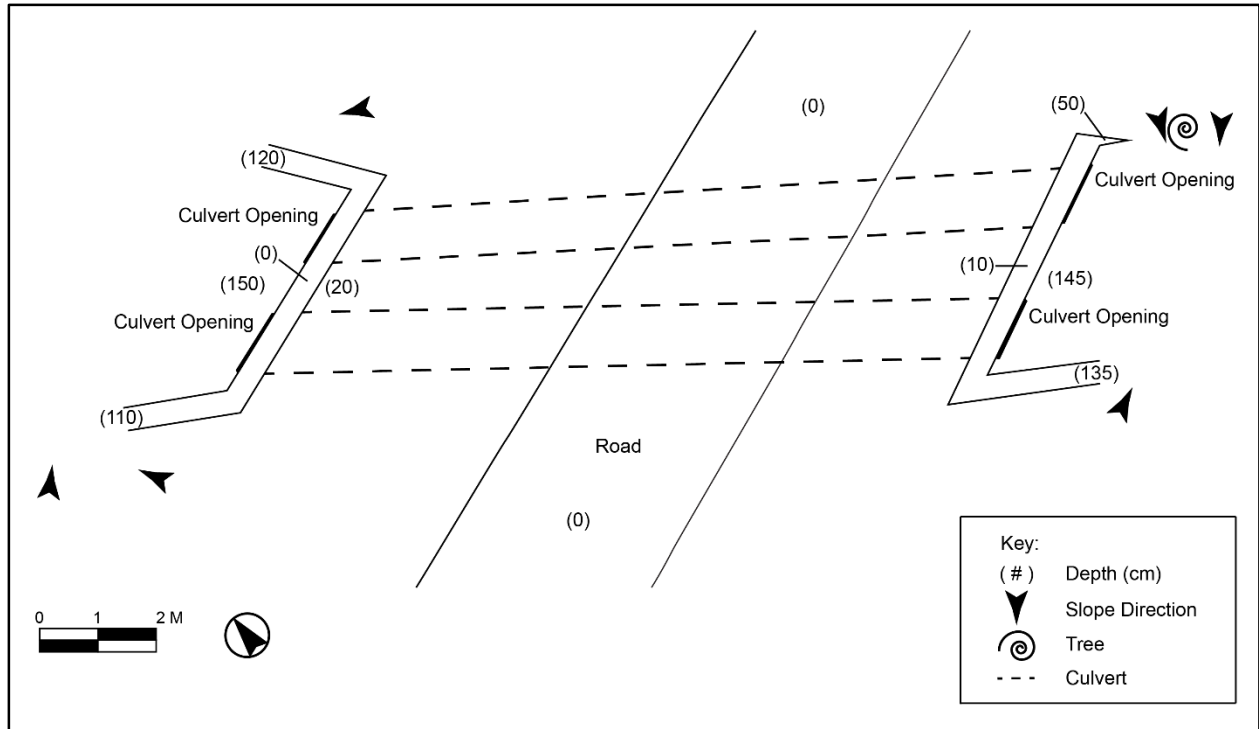 (0)
(50)
(120)
Culvert Opening
Culvert Opening
(0)
(10)
(150)
(20)
(145)
Culvert Opening
Culvert Opening
(135)
(110)
Road
(0)
Key:
( # ) Depth (cm)
Slope Direction
Tree
Culvert
0 1 2 M